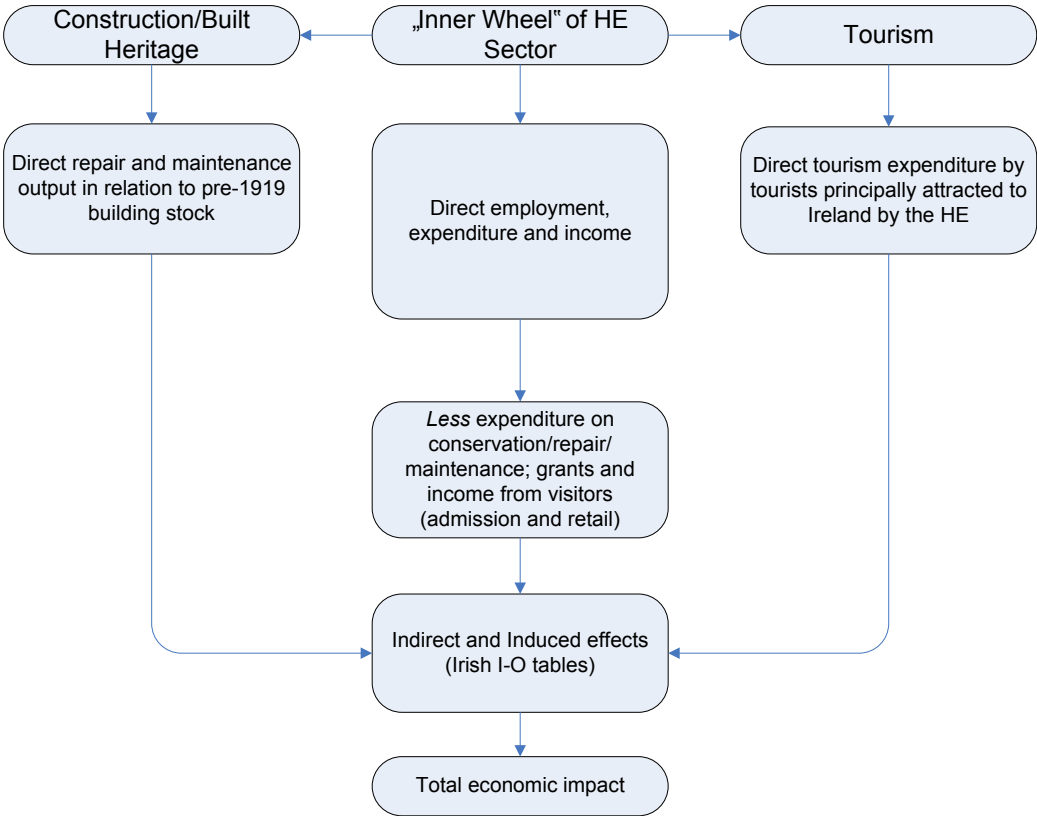 Construction/Built
Heritage
„Inner Wheel‟ of HE
Sector
Tourism
Direct repair and maintenance
output in relation to pre-1919
building stock
Direct employment,
expenditure and income
Direct tourism expenditure by
tourists principally attracted to
Ireland by the HE
Less expenditure on
conservation/repair/
maintenance; grants and
income from visitors
(admission and retail)
Indirect and Induced effects
(Irish I-O tables)
Total economic impact